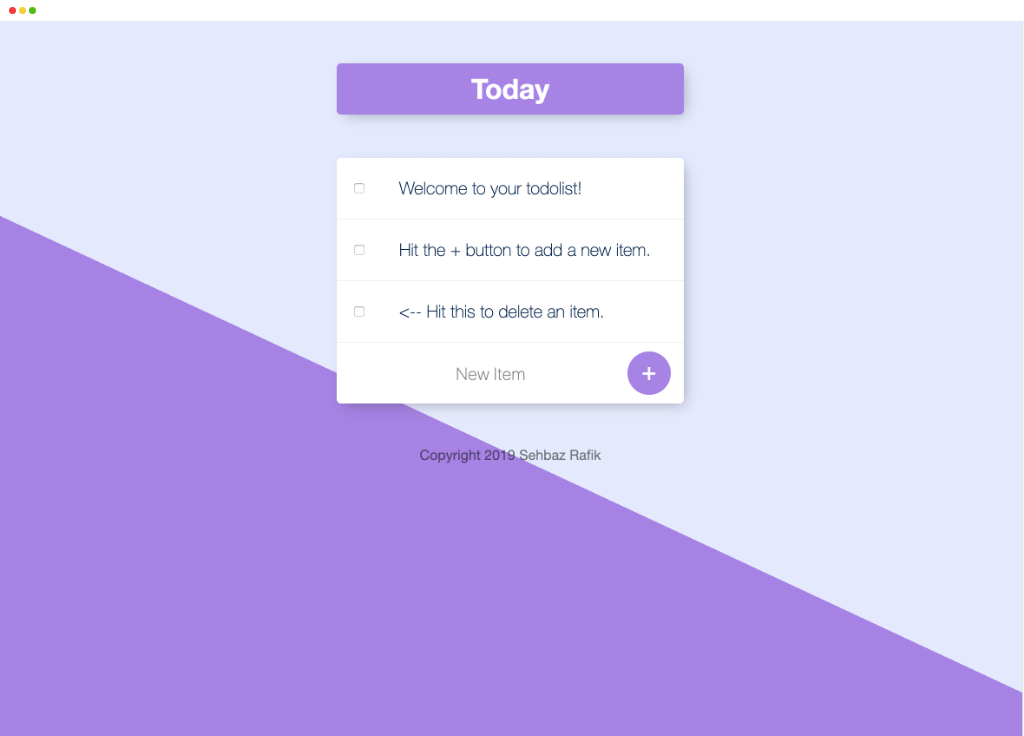 Today
Welcome to your todolist!
Hit the + button to add a new item.
<-- Hit this to delete an item.
New Item
+
Copyright 2019 Sehbaz Rafik